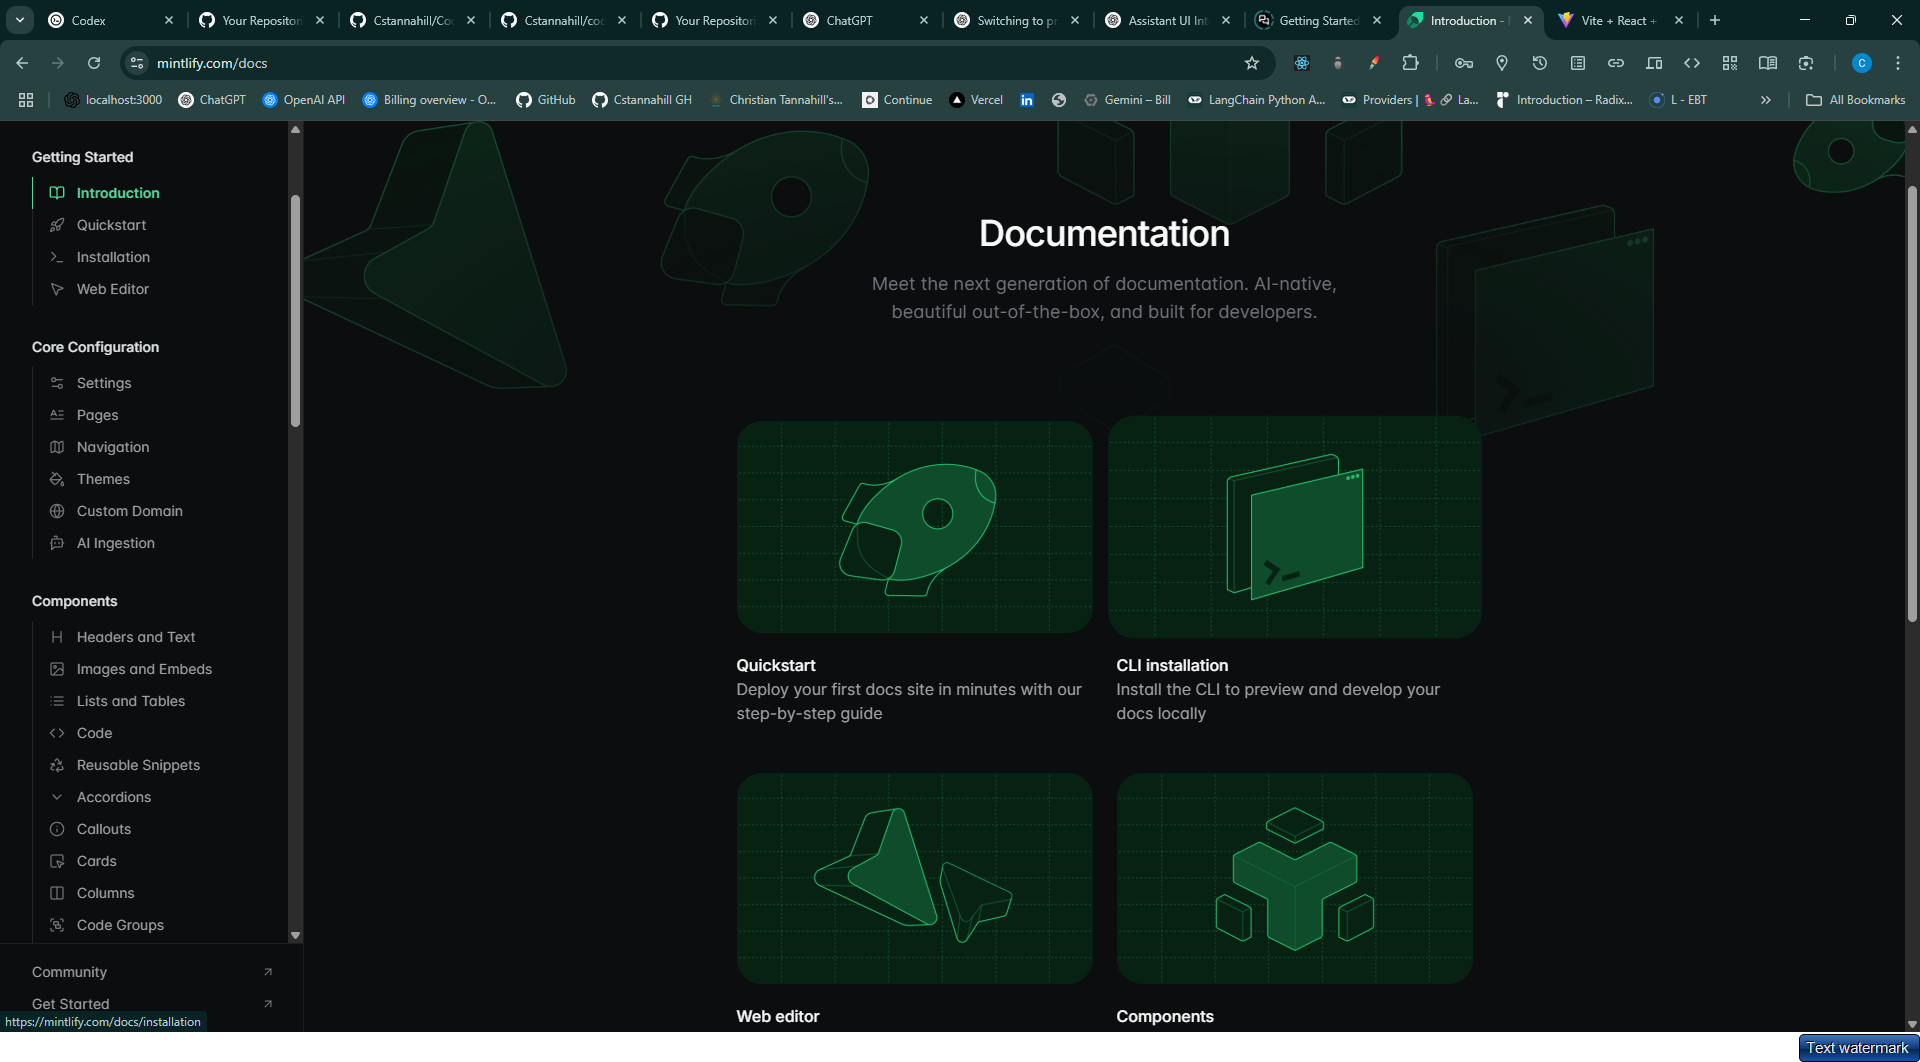 Codex
Your Repositori
Cstannahill/Coc
Cstannahill/coc
Your Repositori
ChatGPT
Switching to pr
Assistant UI Int
Getting Started
Introduction -
Vite + React +
mintlify.com/docs
C
localhost:3000
ChatGPT
OpenAI API
Billing overview - O...
GitHub
Cstannahill GH
Christian Tannahill's...
Continue
Vercel
in
Gemini – Bill
LangChain Python A...
Providers | La...
Introduction – Radix...
L - EBT
All Bookmarks
Getting Started
Introduction
Quickstart
Installation
Web Editor
Core Configuration
Settings
Pages
Navigation
Themes
Custom Domain
AI Ingestion
Components
Headers and Text
Images and Embeds
Lists and Tables
Code
Reusable Snippets
Accordions
Callouts
Cards
Columns
Code Groups
Community
Get Started
https://mintlify.com/docs/installation
Documentation
Meet the next generation of documentation. AI-native,
beautiful out-of-the-box, and built for developers.
Quickstart
Deploy your first docs site in minutes with our
step-by-step guide
CLI installation
Install the CLI to preview and develop your
docs locally
Web editor
Components
Text watermark